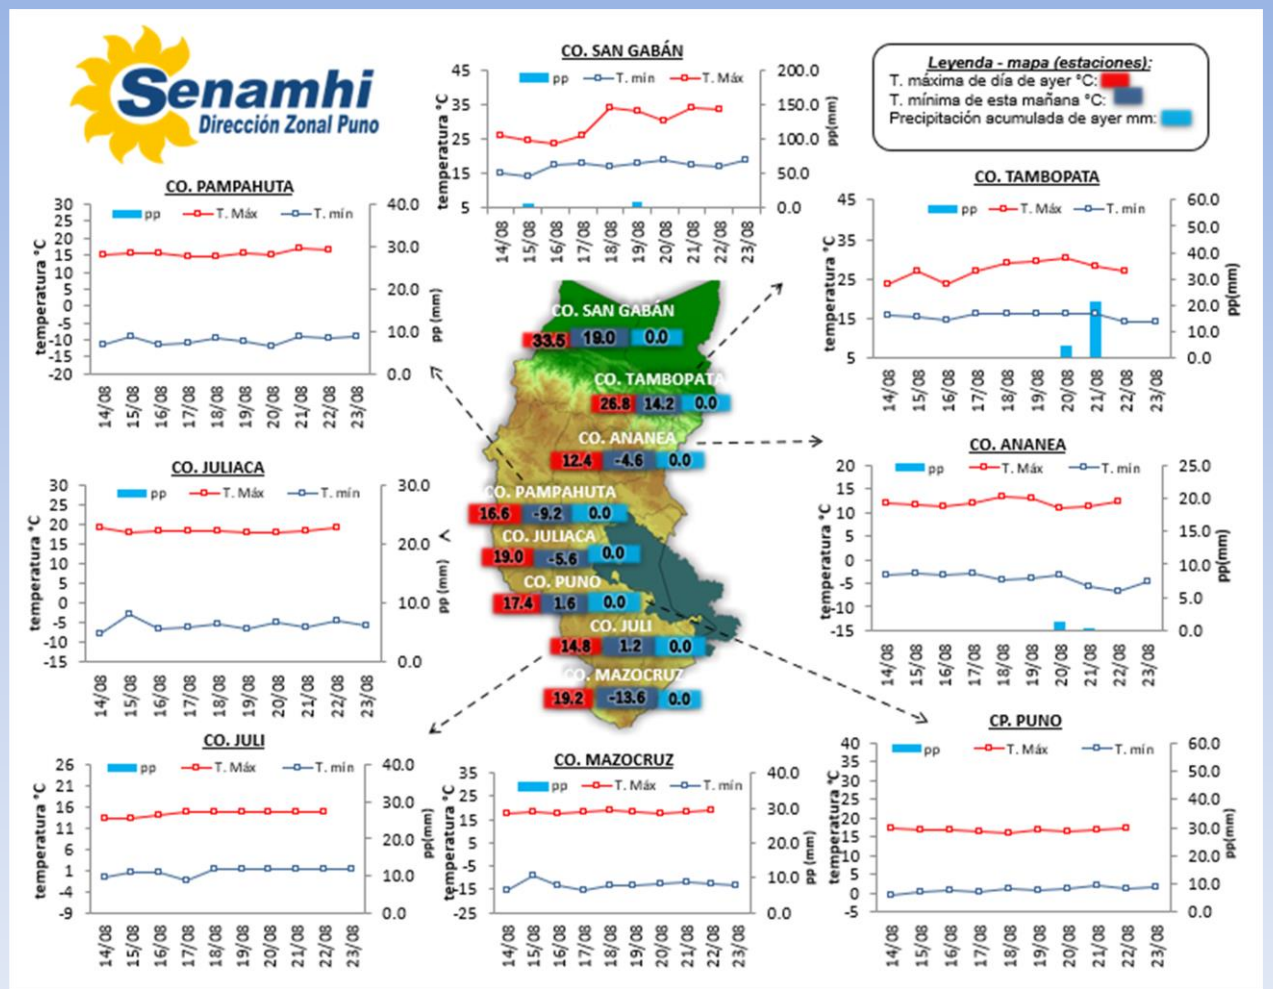 Senamhi
Dirección Zonal Puno
CO. SAN GABÁN
pp T. mín T. Máx
temperatura °C
45
35
25
15
5
200.0
150.0
100.0
50.0
0.0
pp(mm)
14/08 15/08 16/08 17/08 18/08 19/08 20/08 21/08 22/08 23/08
Leyenda - mapa (estaciones):
T. máxima de día de ayer °C:
T. mínima de esta mañana °C:
Precipitación acumulada de ayer mm:
CO. PAMPAHUTA
pp T. Máx T. mín
temperatura °C
30
25
20
15
10
5
0
-5
-10
-15
-20
40.0
30.0
20.0
10.0
0.0
pp (mm)
14/08 15/08 16/08 17/08 18/08 19/08 20/08 21/08 22/08 23/08
CO. TAMBOPATA
pp T. Máx T. mín
temperatura °C
45
35
25
15
5
60.0
50.0
40.0
30.0
20.0
10.0
0.0
pp(mm)
14/08 15/08 16/08 17/08 18/08 19/08 20/08 21/08 22/08 23/08
CO. SAN GABÁN
33.5 19.0 0.0
CO. TAMBOPATA
26.8 14.2 0.0
CO. ANANEA
12.4 -4.6 0.0
CO. PAMPAHUTA
16.6 -9.2 0.0
CO. JULIACA
19.0 -5.6 0.0
CO. PUNO
17.4 1.6 0.0
CO. JULI
14.8 1.2 0.0
CO. MAZOCRUZ
19.2 -13.6 0.0
CO. JULIACA
pp T. Máx T. mín
temperatura °C
30
25
20
15
10
5
0
-5
-10
-15
30.0
20.0
10.0
0.0
pp (mm)
14/08 15/08 16/08 17/08 18/08 19/08 20/08 21/08 22/08 23/08
CO. ANANEA
pp T. Máx T. mín
temperatura °C
20
15
10
5
0
-5
-10
-15
25.0
20.0
15.0
10.0
5.0
0.0
pp(mm)
14/08 15/08 16/08 17/08 18/08 19/08 20/08 21/08 22/08 23/08
CO. JULI
pp T. Máx T. mín
temperatura °C
26
21
16
11
6
1
-4
-9
40.0
30.0
20.0
10.0
0.0
pp(mm)
14/08 15/08 16/08 17/08 18/08 19/08 20/08 21/08 22/08 23/08
CO. MAZOCRUZ
pp T. Máx T. mín
temperatura °C
35
25
15
5
-5
-15
-25
40.0
30.0
20.0
10.0
0.0
pp (mm)
14/08 15/08 16/08 17/08 18/08 19/08 20/08 21/08 22/08 23/08
CP. PUNO
pp T. Máx T. mín
temperatura °C
40
35
30
25
20
15
10
5
0
-5
60.0
50.0
40.0
30.0
20.0
10.0
0.0
pp(mm)
14/08 15/08 16/08 17/08 18/08 19/08 20/08 21/08 22/08 23/08